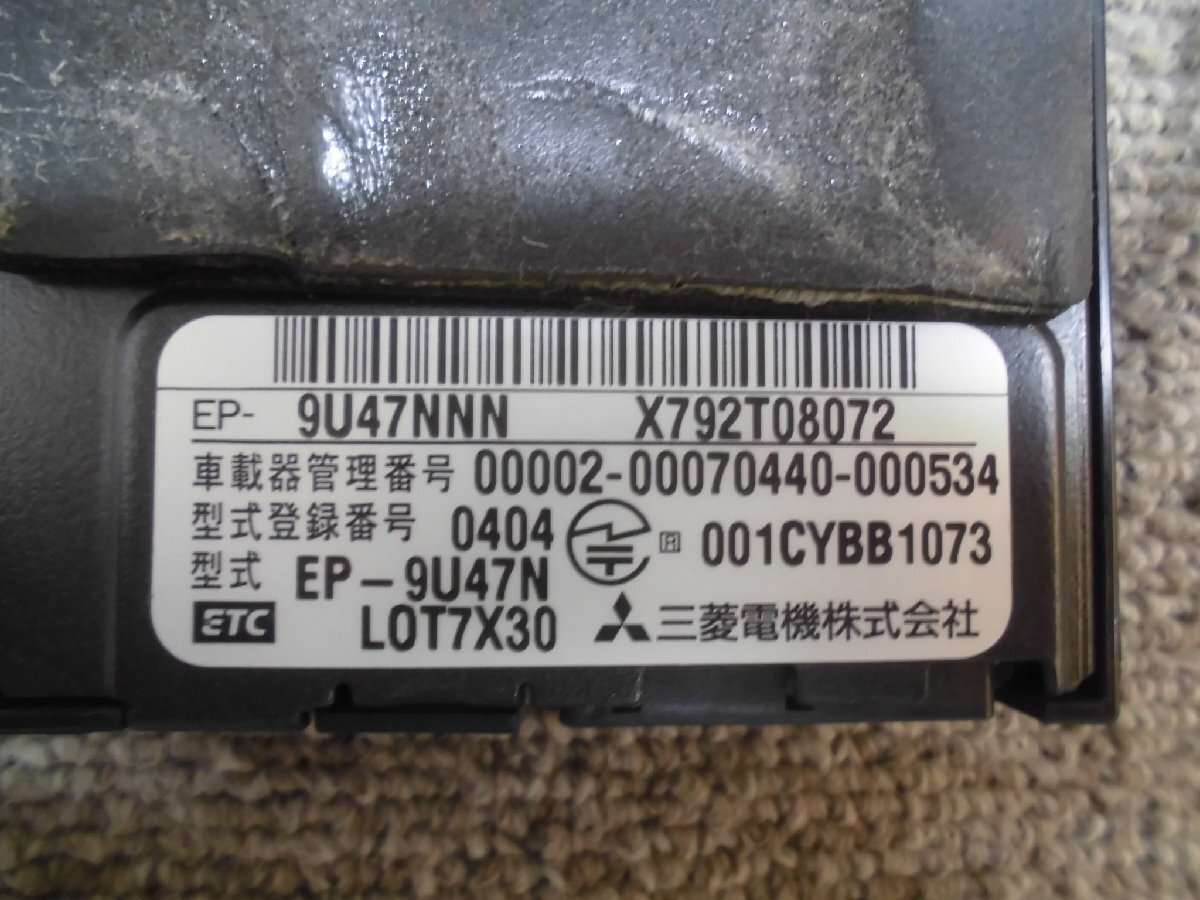 EP- 9U47NNN X792T08072
車載器管理番号 00002-00070440-000534
型式登録番号 0404 R 001CYBB1073
型式 EP-9U47N
ETC LOT7X30 三菱電機株式会社